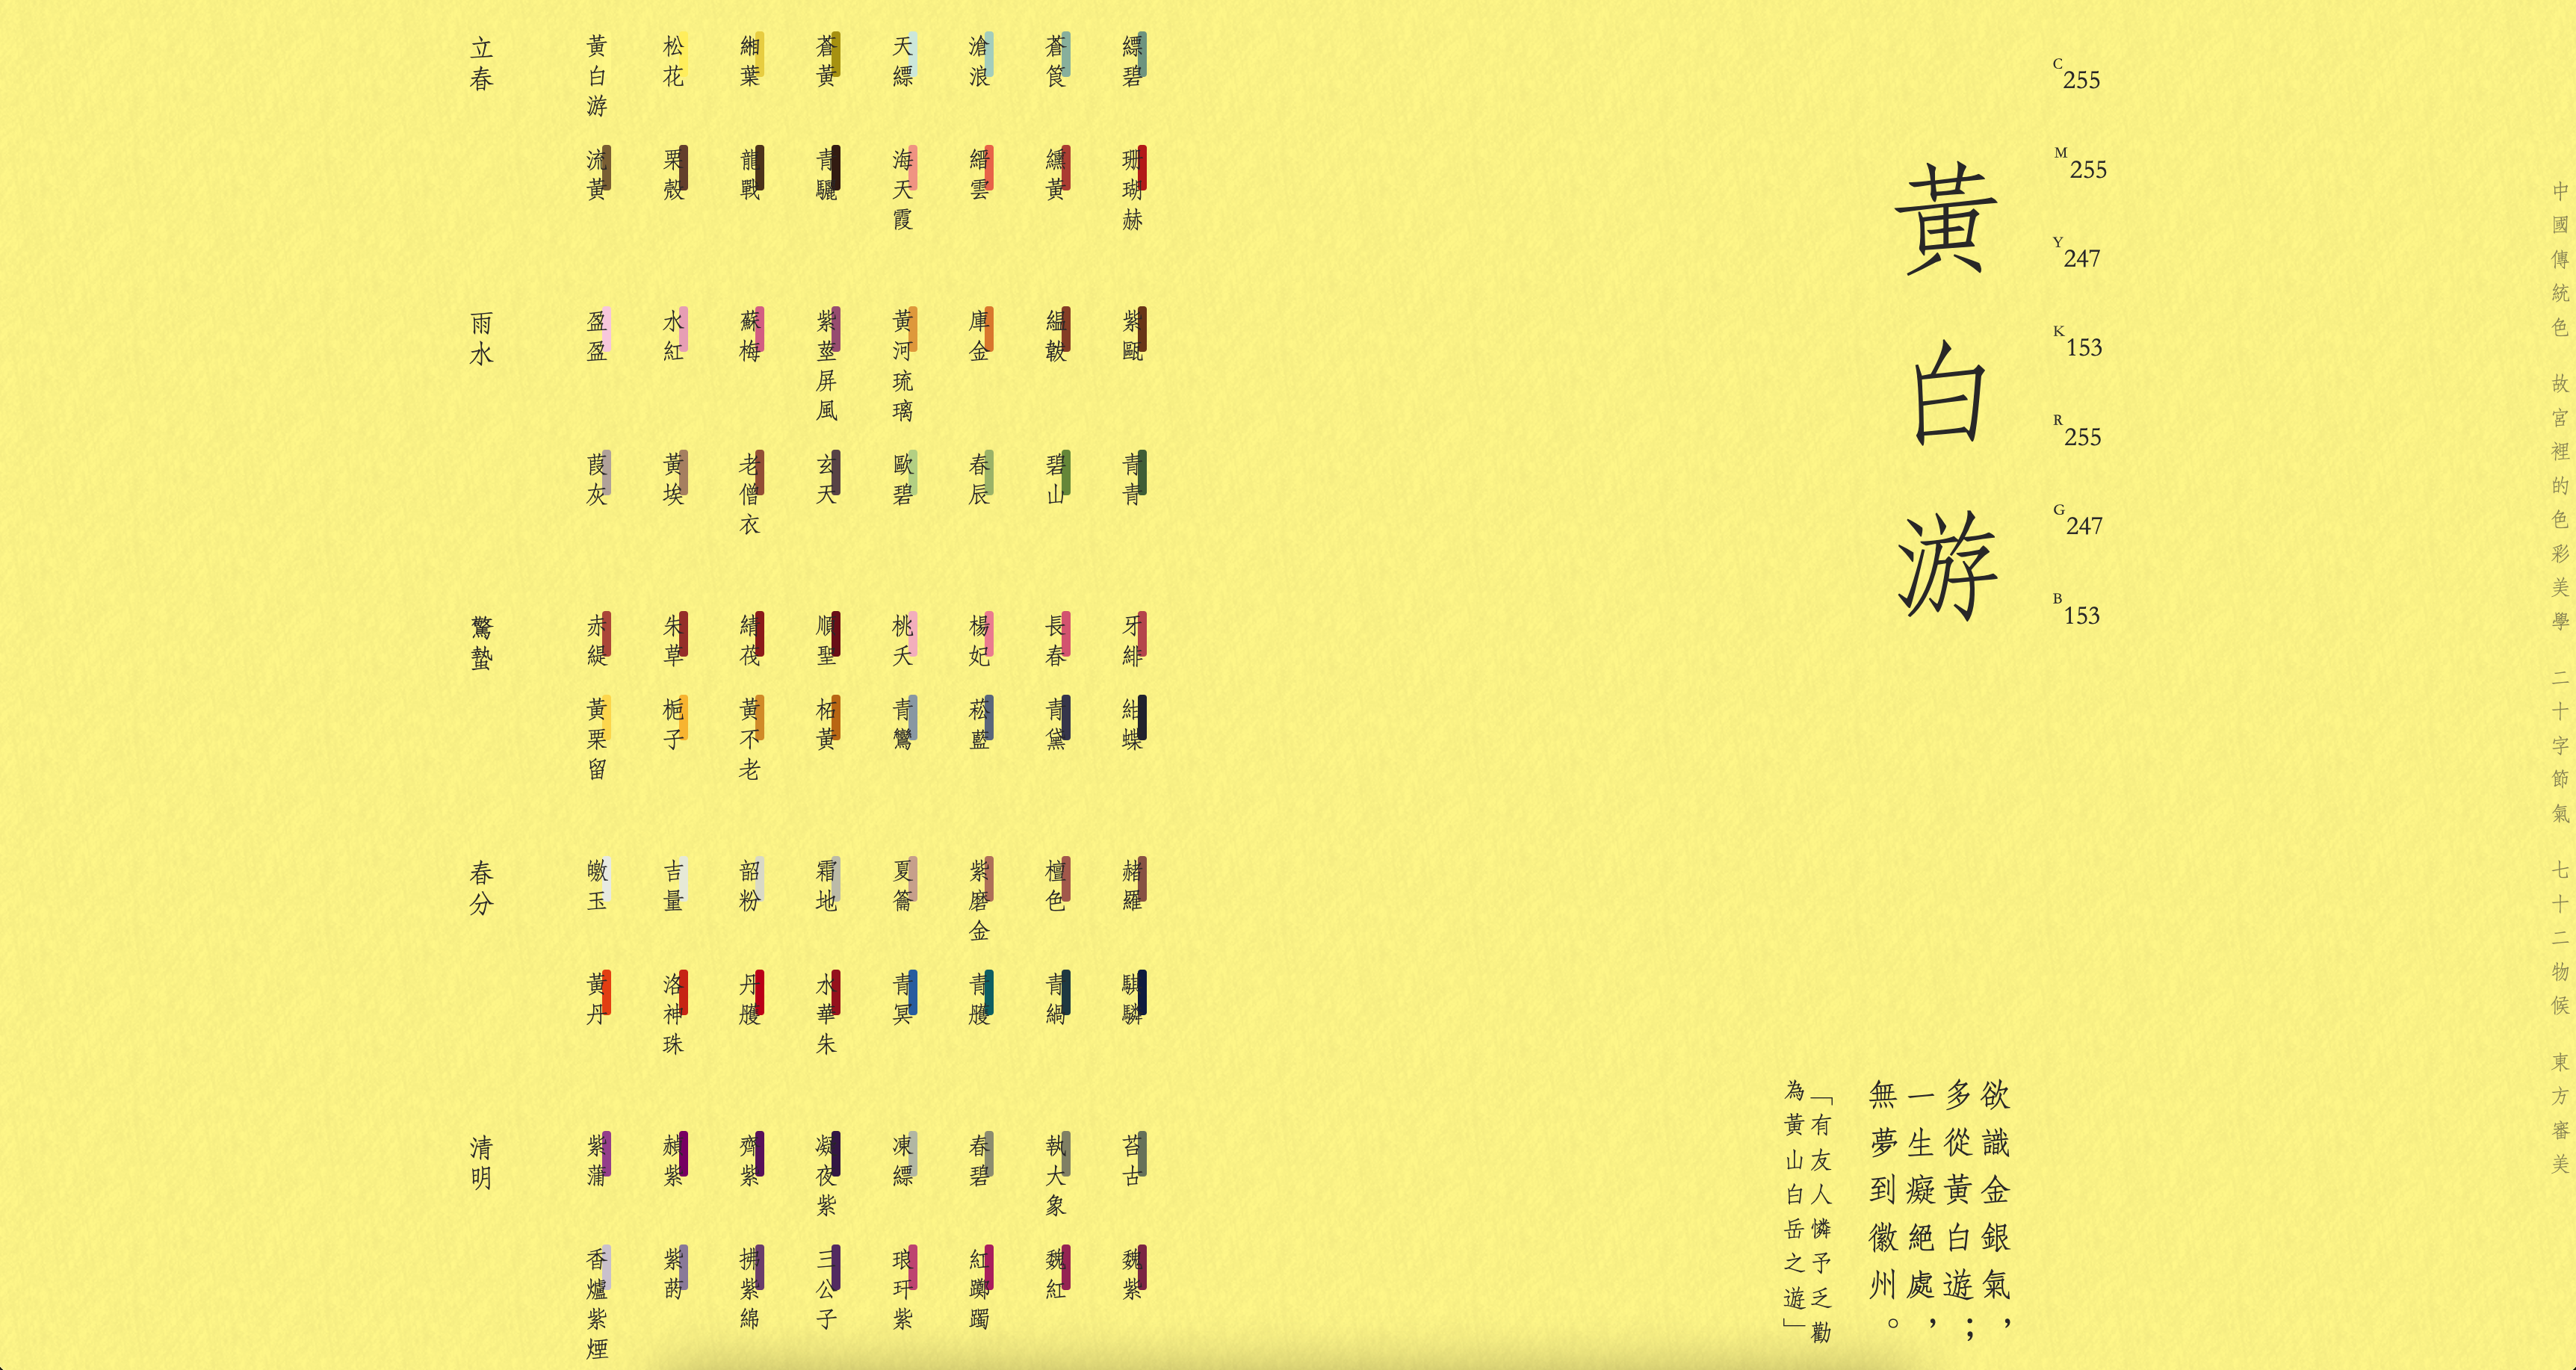 立春
黃白游
松花
緗葉
蒼黃
天縹
滄浪
蒼筤
縹碧
流黃
栗殼
龍戰
青驪
海天霞
縉雲
纁黃
珊瑚赫
雨水
盈盈
水紅
蘇梅
紫莖屏風
黃河琉璃
庫金
縕韍
紫甌
葭灰
黃埃
老僧衣
玄天
歐碧
春辰
碧山
青青
驚蟄
赤緹
朱草
綪茷
順聖
桃夭
楊妃
長春
牙緋
黃栗留
梔子
黃不老
柘黃
青鸞
菘藍
青黛
紺蝶
春分
皦玉
吉量
韶粉
霜地
夏籥
紫磨金
檀色
赭羅
黃丹
洛神珠
丹雘
水華朱
青冥
青雘
青緺
騏驎
清明
紫蒲
赬紫
齊紫
凝夜紫
凍縹
春碧
執大象
苔古
香爐紫煙
紫菂
拂紫綿
三公子
琅玕紫
紅躑躅
魏紅
魏紫
黃白游
C 255
M 255
Y 247
K 153
R 255
G 247
B 153
欲識金銀氣，
多從黃白遊；
一生癡絕處，
無夢到徽州。
「有友人憐予乏勸
為黃山白岳之遊」
中國傳統色 故宮裡的色彩美學 二十字節氣 七十二物候 東方審美